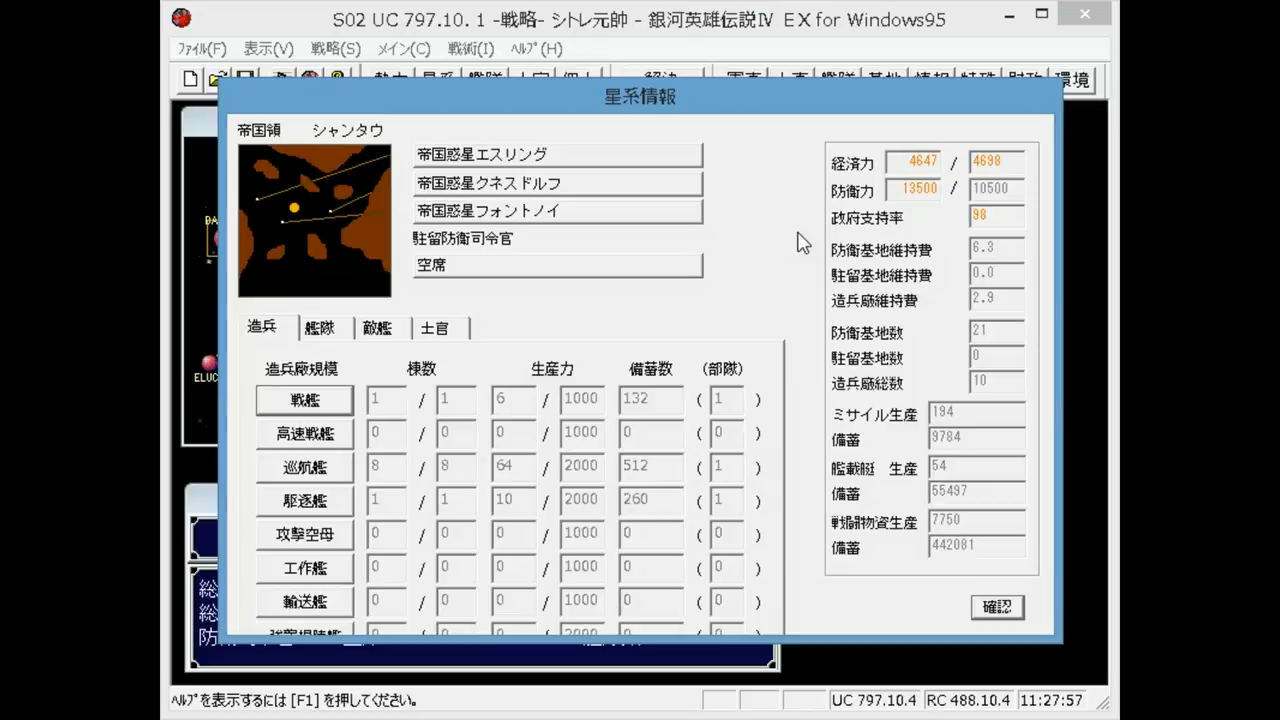 S02 UC 797.10. 1 -戦略- シトレ元帥 - 銀河英雄伝説Ⅳ EX for Windows95
ﾌｧｲﾙ(F) 表示(V) 戦略(S) メイン(C) 戦術(I) ﾍﾙﾌﾟ(H)
環境
星系情報
帝国領 シャンタウ
帝国惑星エスリング
帝国惑星クネスドルフ
帝国惑星フォントノイ
駐留防衛司令官
空席
経済力 4647 / 4698
防衛力 13500 / 10500
政府支持率 98
防衛基地維持費 6.3
駐留基地維持費 0.0
造兵廠維持費 2.9
防衛基地数 21
駐留基地数 0
造兵廠総数 10
ミサイル生産 194
備蓄 9784
艦載艇 生産 54
備蓄 55497
戦闘物資生産 7750
備蓄 442081
確認
造兵 艦隊 敵艦 士官
造兵廠規模 棟数 生産力 備蓄数 (部隊)
戦艦 1 / 1 6 / 1000 132 ( 1 )
高速戦艦 0 / 0 0 / 1000 0 ( 0 )
巡航艦 8 / 8 64 / 2000 512 ( 1 )
駆逐艦 1 / 1 10 / 2000 260 ( 1 )
攻撃空母 0 / 0 0 / 1000 0 ( 0 )
工作艦 0 / 0 0 / 1000 0 ( 0 )
輸送艦 0 / 0 0 / 1000 0 ( 0 )
ELUC
総
総
防
ﾍﾙﾌﾟを表示するには [F1] を押してください。
UC 797.10.4 RC 488.10.4 11:27:57